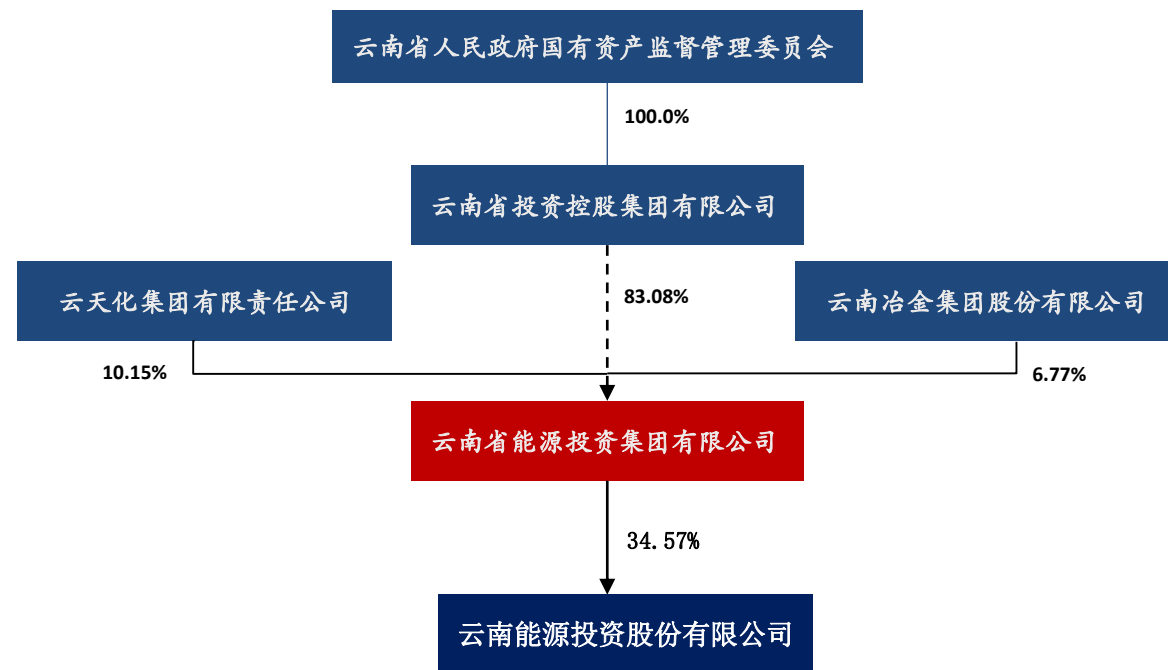 云南省人民政府国有资产监督管理委员会
100.0%
云南省投资控股集团有限公司
云天化集团有限责任公司
83.08%
云南冶金集团股份有限公司
10.15%
6.77%
云南省能源投资集团有限公司
34.57%
云南能源投资股份有限公司